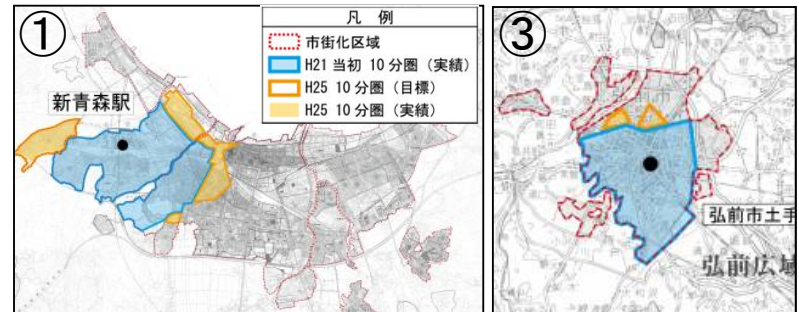 ①
凡 例
市街化区域
H21 当初 10 分圏 (実績)
H25 10 分圏 (目標)
H25 10 分圏 (実績)
新青森駅
③
弘前市土手
弘前広域